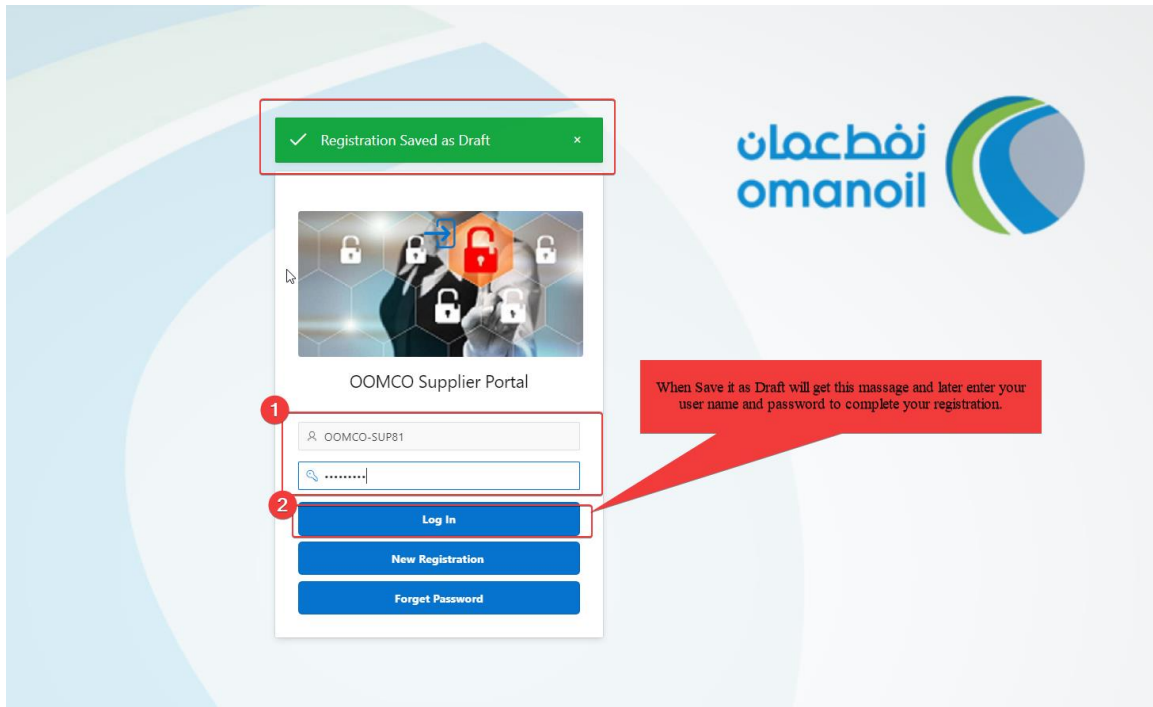 Registration Saved as Draft
نفط عمان
omanoil
OOMCO Supplier Portal
When Save it as Draft will get this massage and later enter your
user name and password to complete your registration.
1
OOMCO-SUP81
2
Log In
New Registration
Forget Password